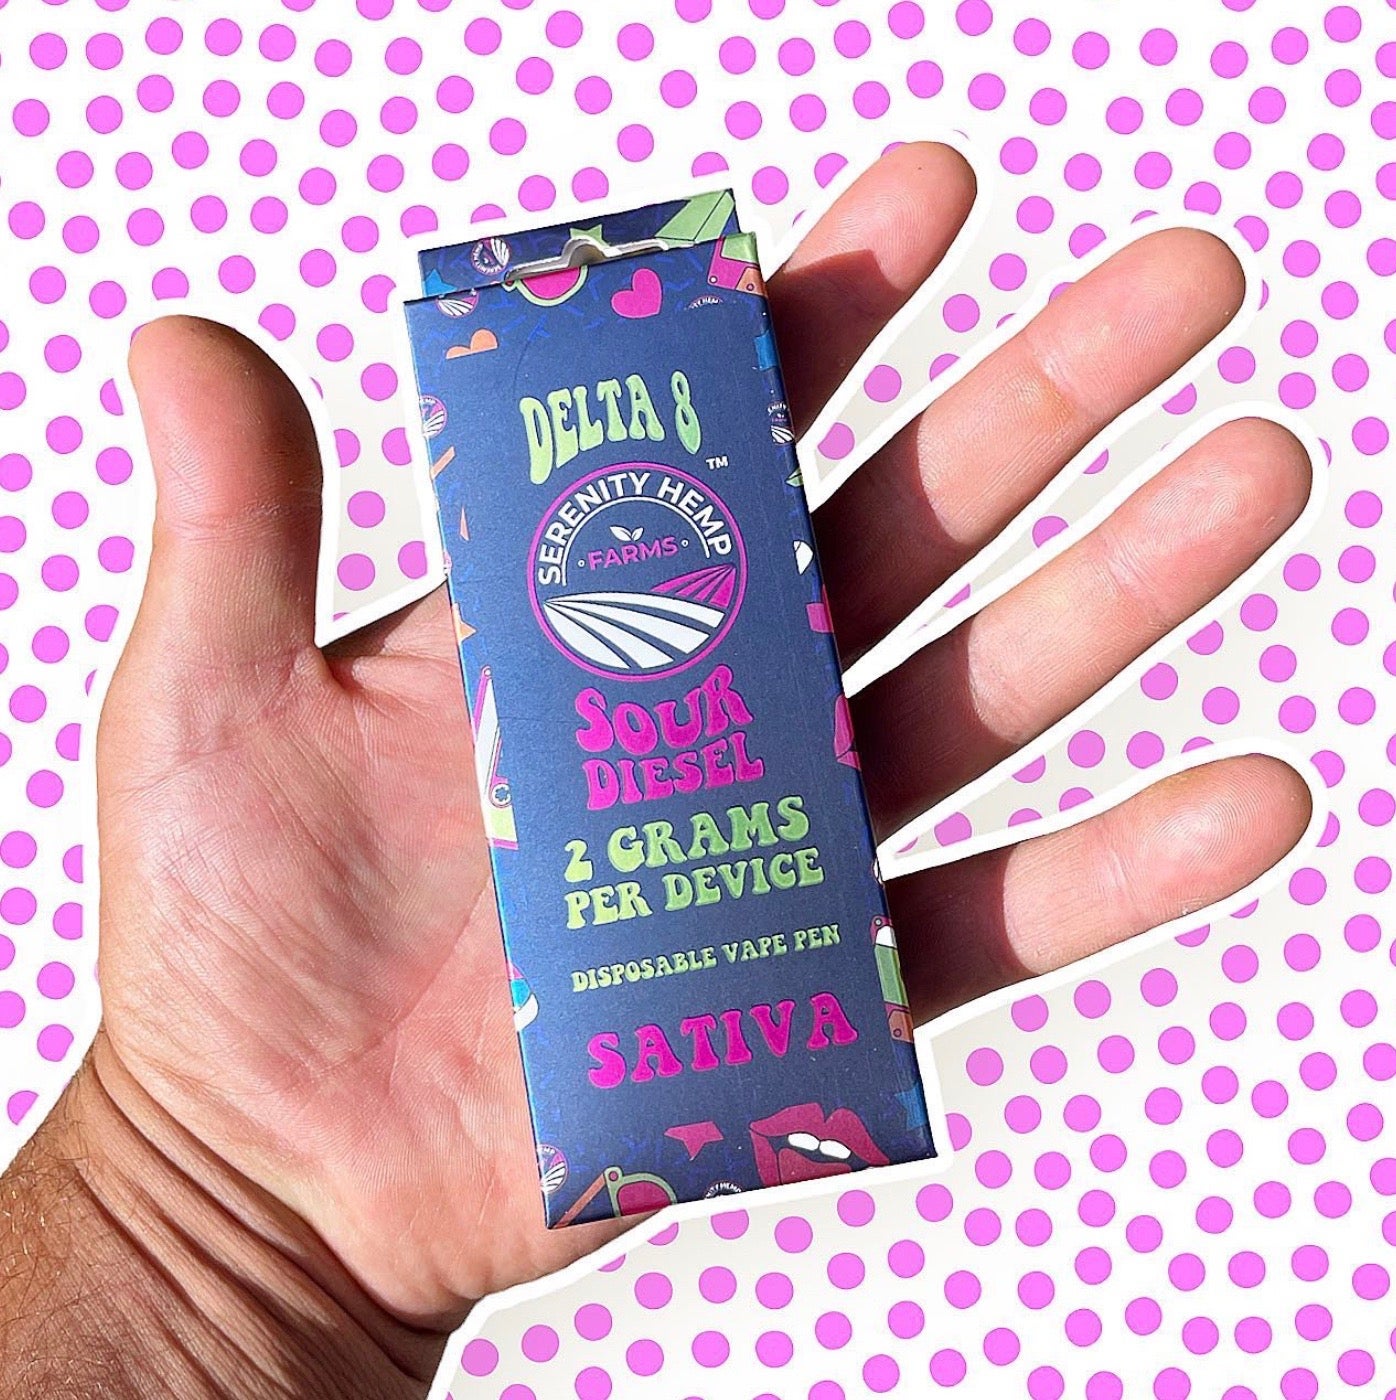 DELTA 8
TM
SERENITY HEMP
FARMS
SOUR
DIESEL
2 GRAMS
PER DEVICE
DISPOSABLE VAPE PEN
SATIVA